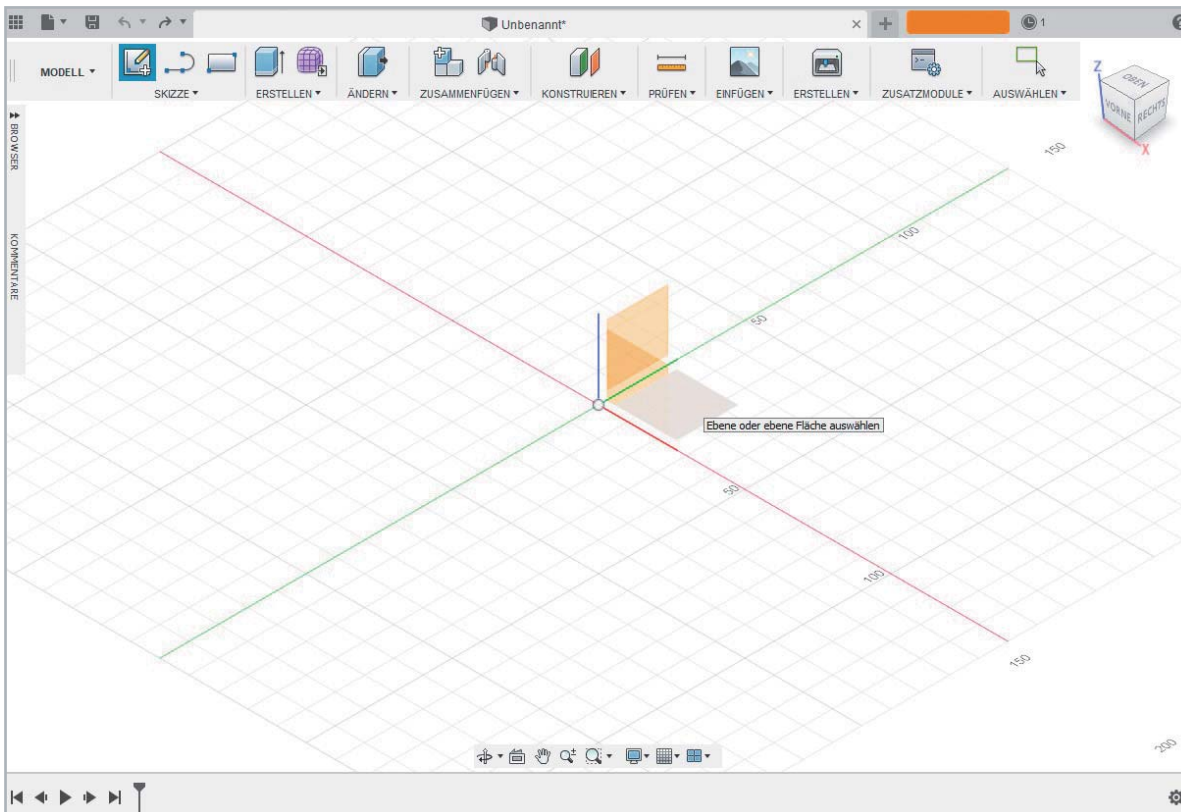 Unbenannt*
1
MODELL
SKIZZE
ERSTELLEN
ÄNDERN
ZUSAMMENFÜGEN
KONSTRUIEREN
PRÜFEN
EINFÜGEN
ERSTELLEN
ZUSATZMODULE
AUSWÄHLEN
Z
OBEN
VORNE
RECHTS
X
BROWSER
KOMMENTARE
150
100
50
Ebene oder ebene Fläche auswählen
50
100
150
200